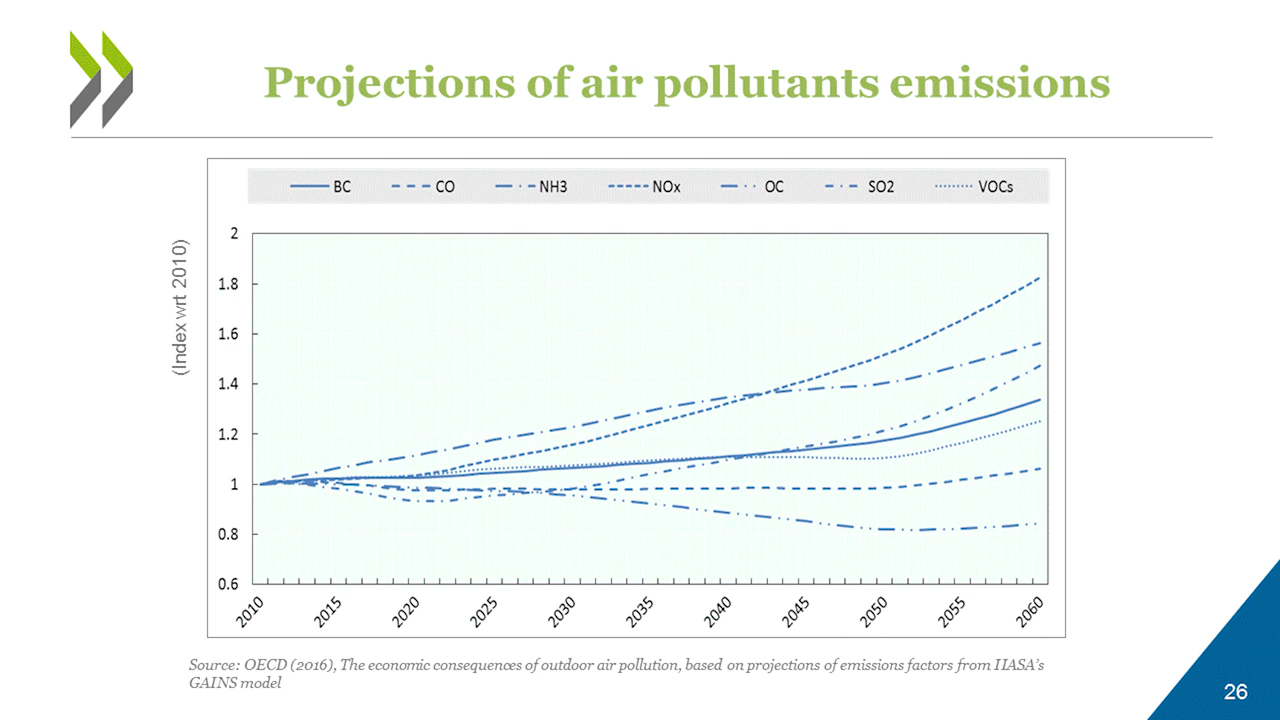 Projections of air pollutants emissions
BC CO NH3 NOx OC SO2 VOCs
(Index wrt 2010)
2
1.8
1.6
1.4
1.2
1
0.8
0.6
2010 2015 2020 2025 2030 2035 2040 2045 2050 2055 2060
Source: OECD (2016), The economic consequences of outdoor air pollution, based on projections of emissions factors from IIASA's
GAINS model
26